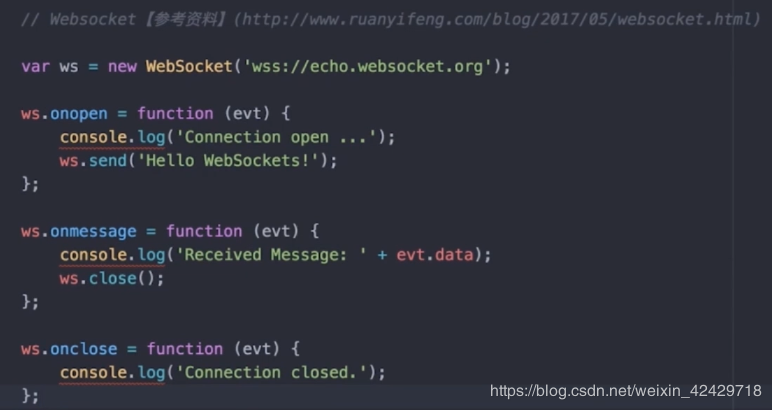 // Websocket【参考资料】(http://www.ruanyifeng.com/blog/2017/05/websocket.html)
var ws = new WebSocket('wss://echo.websocket.org');
ws.onopen = function (evt) {
    console.log('Connection open ...');
    ws.send('Hello WebSockets!');
};
ws.onmessage = function (evt) {
    console.log('Received Message: ' + evt.data);
    ws.close();
};
ws.onclose = function (evt) {
    console.log('Connection closed.');
};
https://blog.csdn.net/weixin_42429718